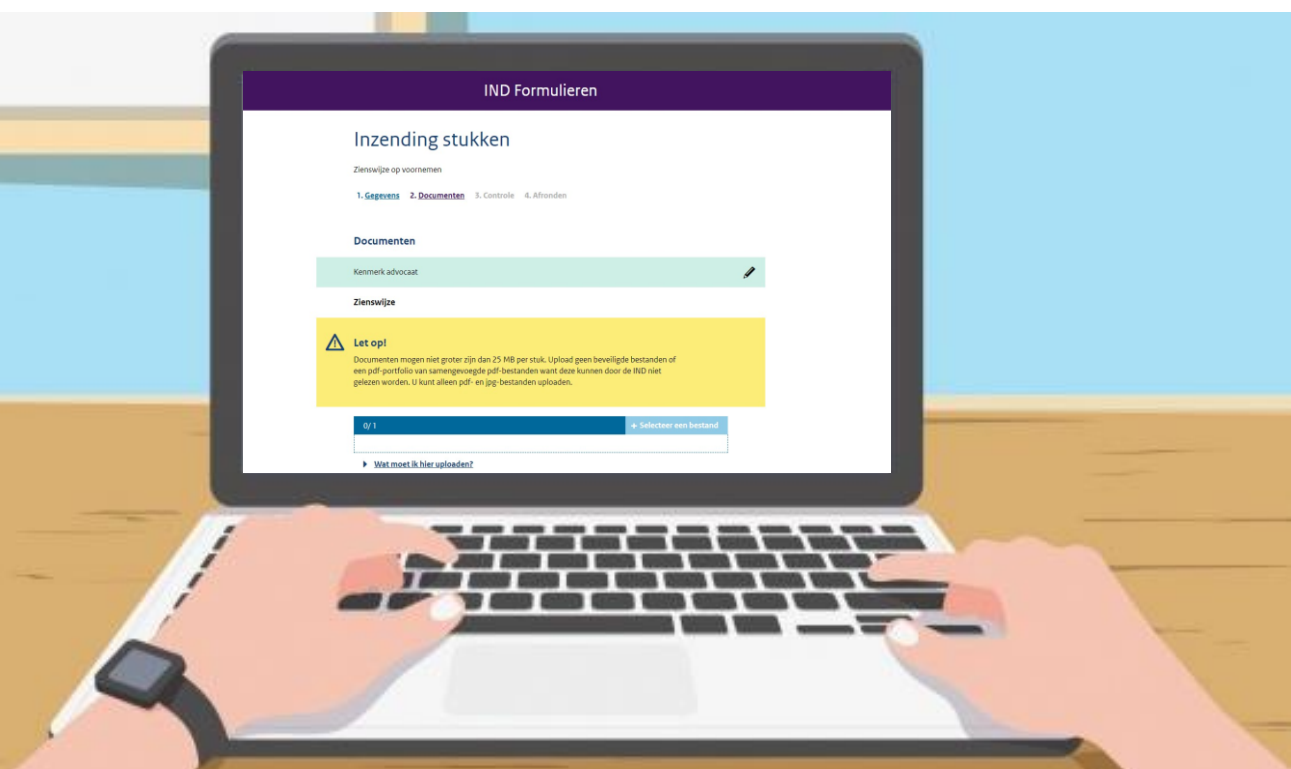 IND Formulieren
Inzending stukken
Zienswijze op voornemen
1. Gegevens 2. Documenten 3. Controle 4. Afronden
Documenten
Kenmerk advocaat
Zienswijze
Let op!
Documenten mogen niet groter zijn dan 25 MB per stuk. Upload geen beveiligde bestanden of
een pdf-portfolio van samengevoegde pdf-bestanden want deze kunnen door de IND niet
gelezen worden. U kunt alleen pdf- en jpg-bestanden uploaden.
0/ 1 + Selecteer een bestand
Wat moet ik hier uploaden?